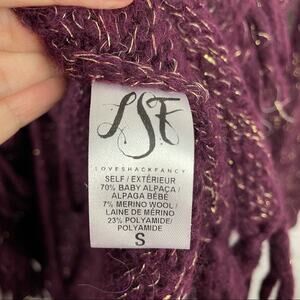 LSF
LOVESHACKFANCY
SELF / EXTÉRIEUR
70% BABY ALPACA /
ALPAGA BÉBÉ
7% MERINO WOOL /
LAINE DE MÉRINO
23% POLYAMIDE/
POLYAMIDE
S